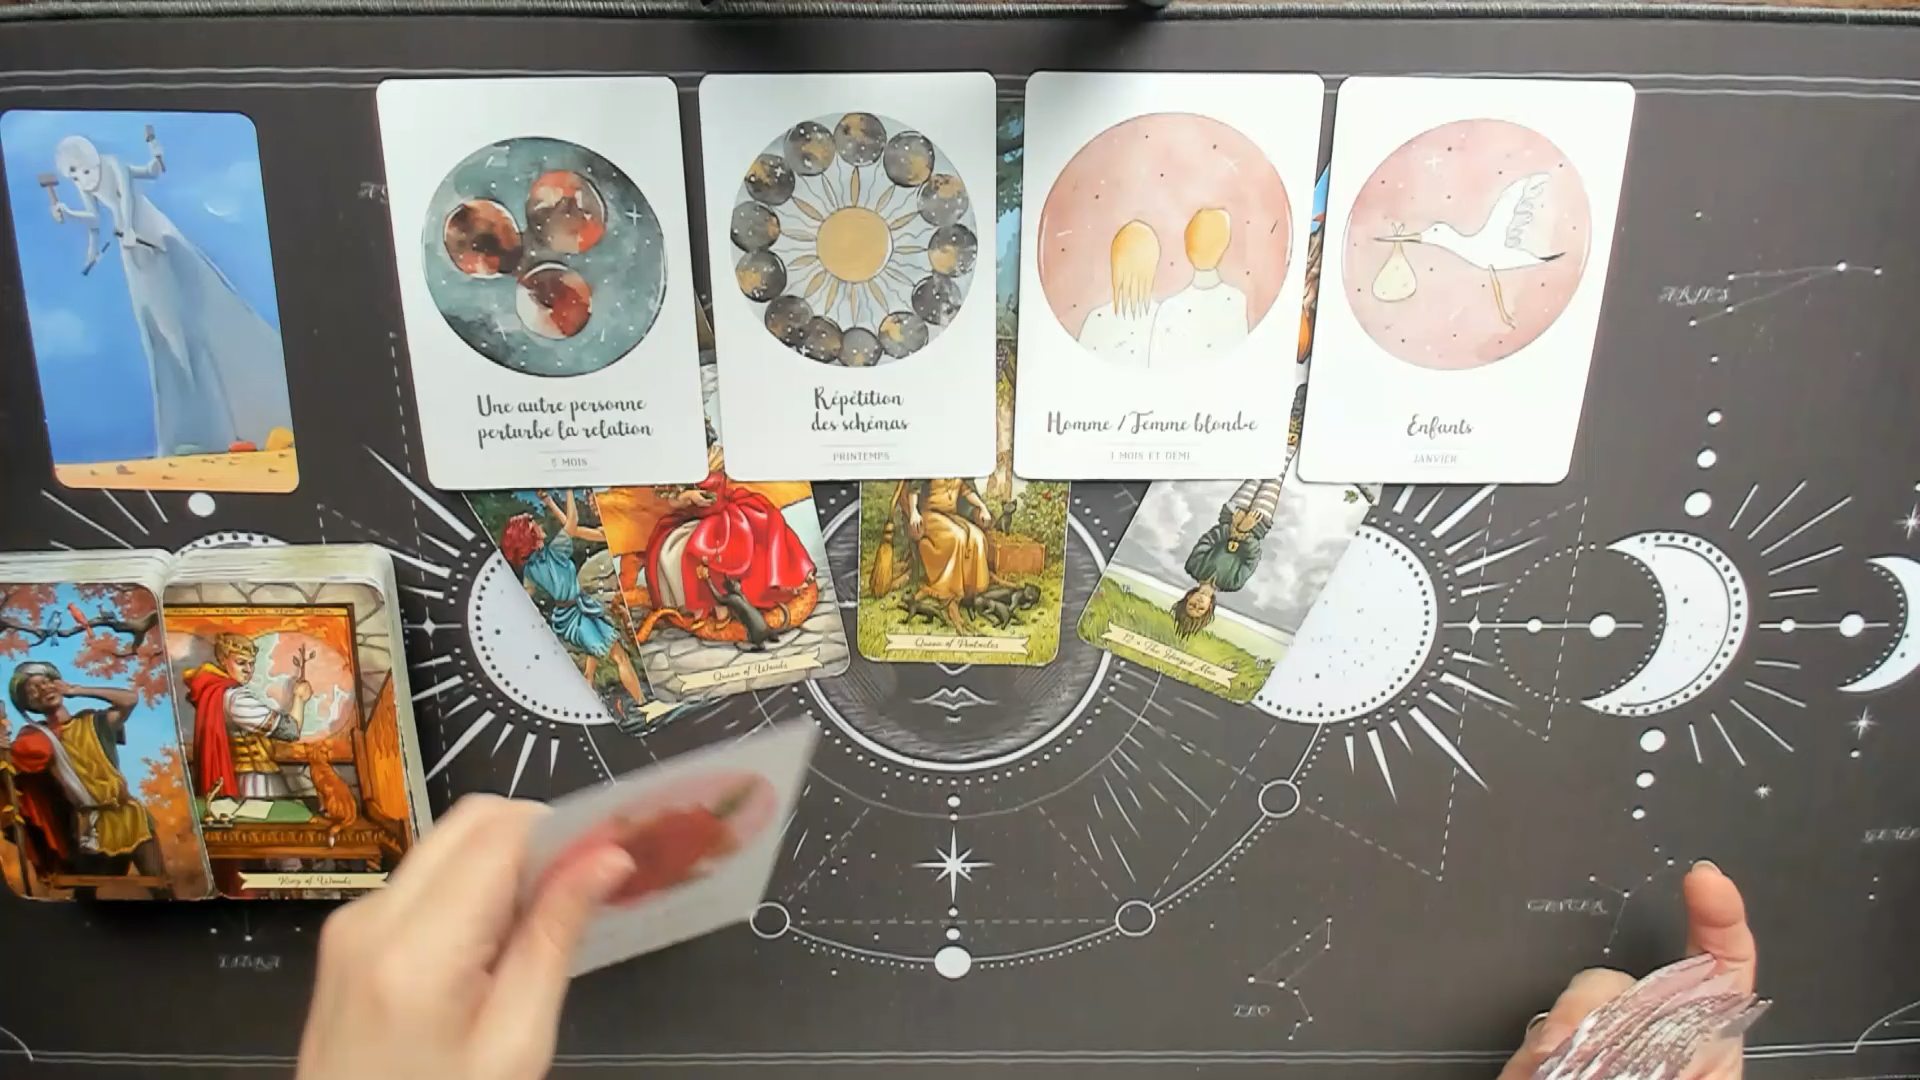 Une autre personne
perturbe la relation
5 MOIS
Répétition
des schémas
PRINTEMPS
Homme / Femme blond·e
1 MOIS ET DEMI
Enfants
JANVIER
ARIES
Queen of Wands
Queen of Pentacles
12 • The Hanged Man
King of Wands
LIBRA
LEO